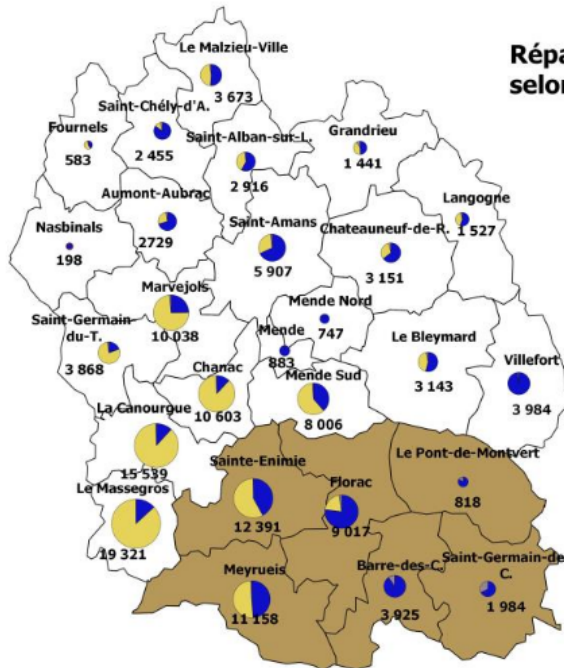 Répa
selon
Le Malzieu-Ville
3 673
Saint-Chély-d'A.
2 455
Fournels
583
Saint-Alban-sur-L.
2 916
Grandrieu
1 441
Aumont-Aubrac
2729
Langogne
1 527
Nasbinals
198
Saint-Amans
5 907
Chateauneuf-de-R.
3 151
Marvejols
10 038
Mende Nord
747
Saint-Germain
du-T.
3 868
Mende
883
Le Bleymard
3 143
Villefort
3 984
Chanac
10 603
Mende Sud
8 006
La Canourgue
15 539
Sainte-Enimie
12 391
Florac
9 017
Le Pont-de-Montvert
818
Le Massegros
19 321
Meyrueis
11 158
Barre-des-C.
3 925
Saint-Germain-de
C.
1 984